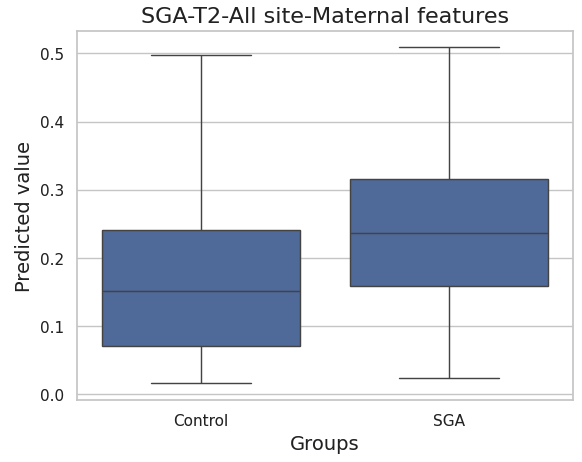 SGA-T2-All site-Maternal features
Predicted value
0.5
0.4
0.3
0.2
0.1
0.0
Control
SGA
Groups